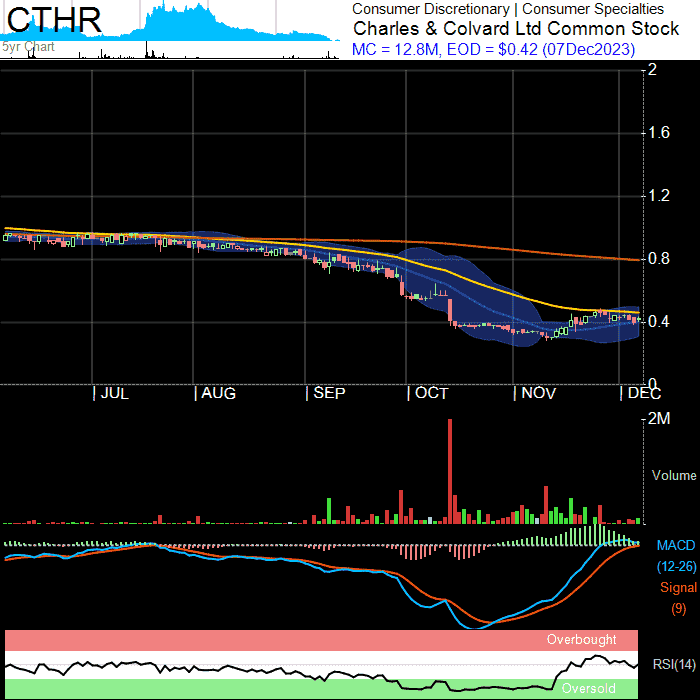 CTHR
5yr Chart
Consumer Discretionary | Consumer Specialties
Charles & Colvard Ltd Common Stock
MC = 12.8M, EOD = $0.42 (07Dec2023)
2
1.6
1.2
0.8
0.4
0
JUL AUG SEP OCT NOV DEC
2M
Volume
MACD
(12-26)
Signal
(9)
Overbought
RSI(14)
Oversold